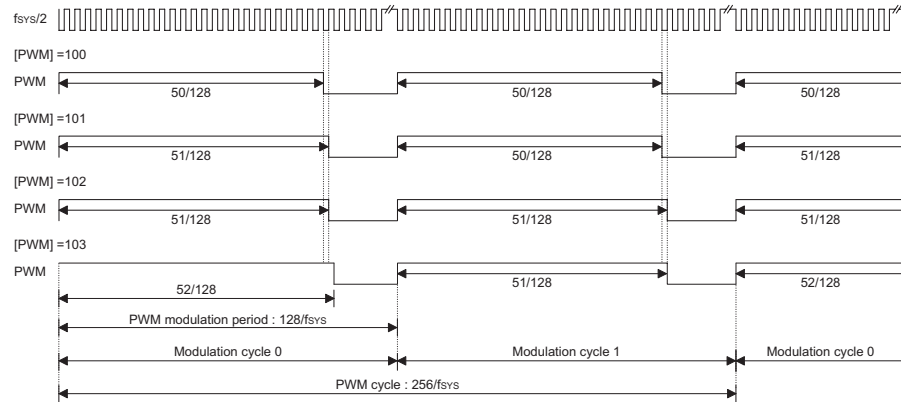 fSYS/2
[PWM] =100
PWM
50/128 50/128 50/128
[PWM] =101
PWM
51/128 50/128 51/128
[PWM] =102
PWM
51/128 51/128 51/128
[PWM] =103
PWM
52/128 51/128 52/128
PWM modulation period : 128/fSYS
Modulation cycle 0 Modulation cycle 1 Modulation cycle 0
PWM cycle : 256/fSYS